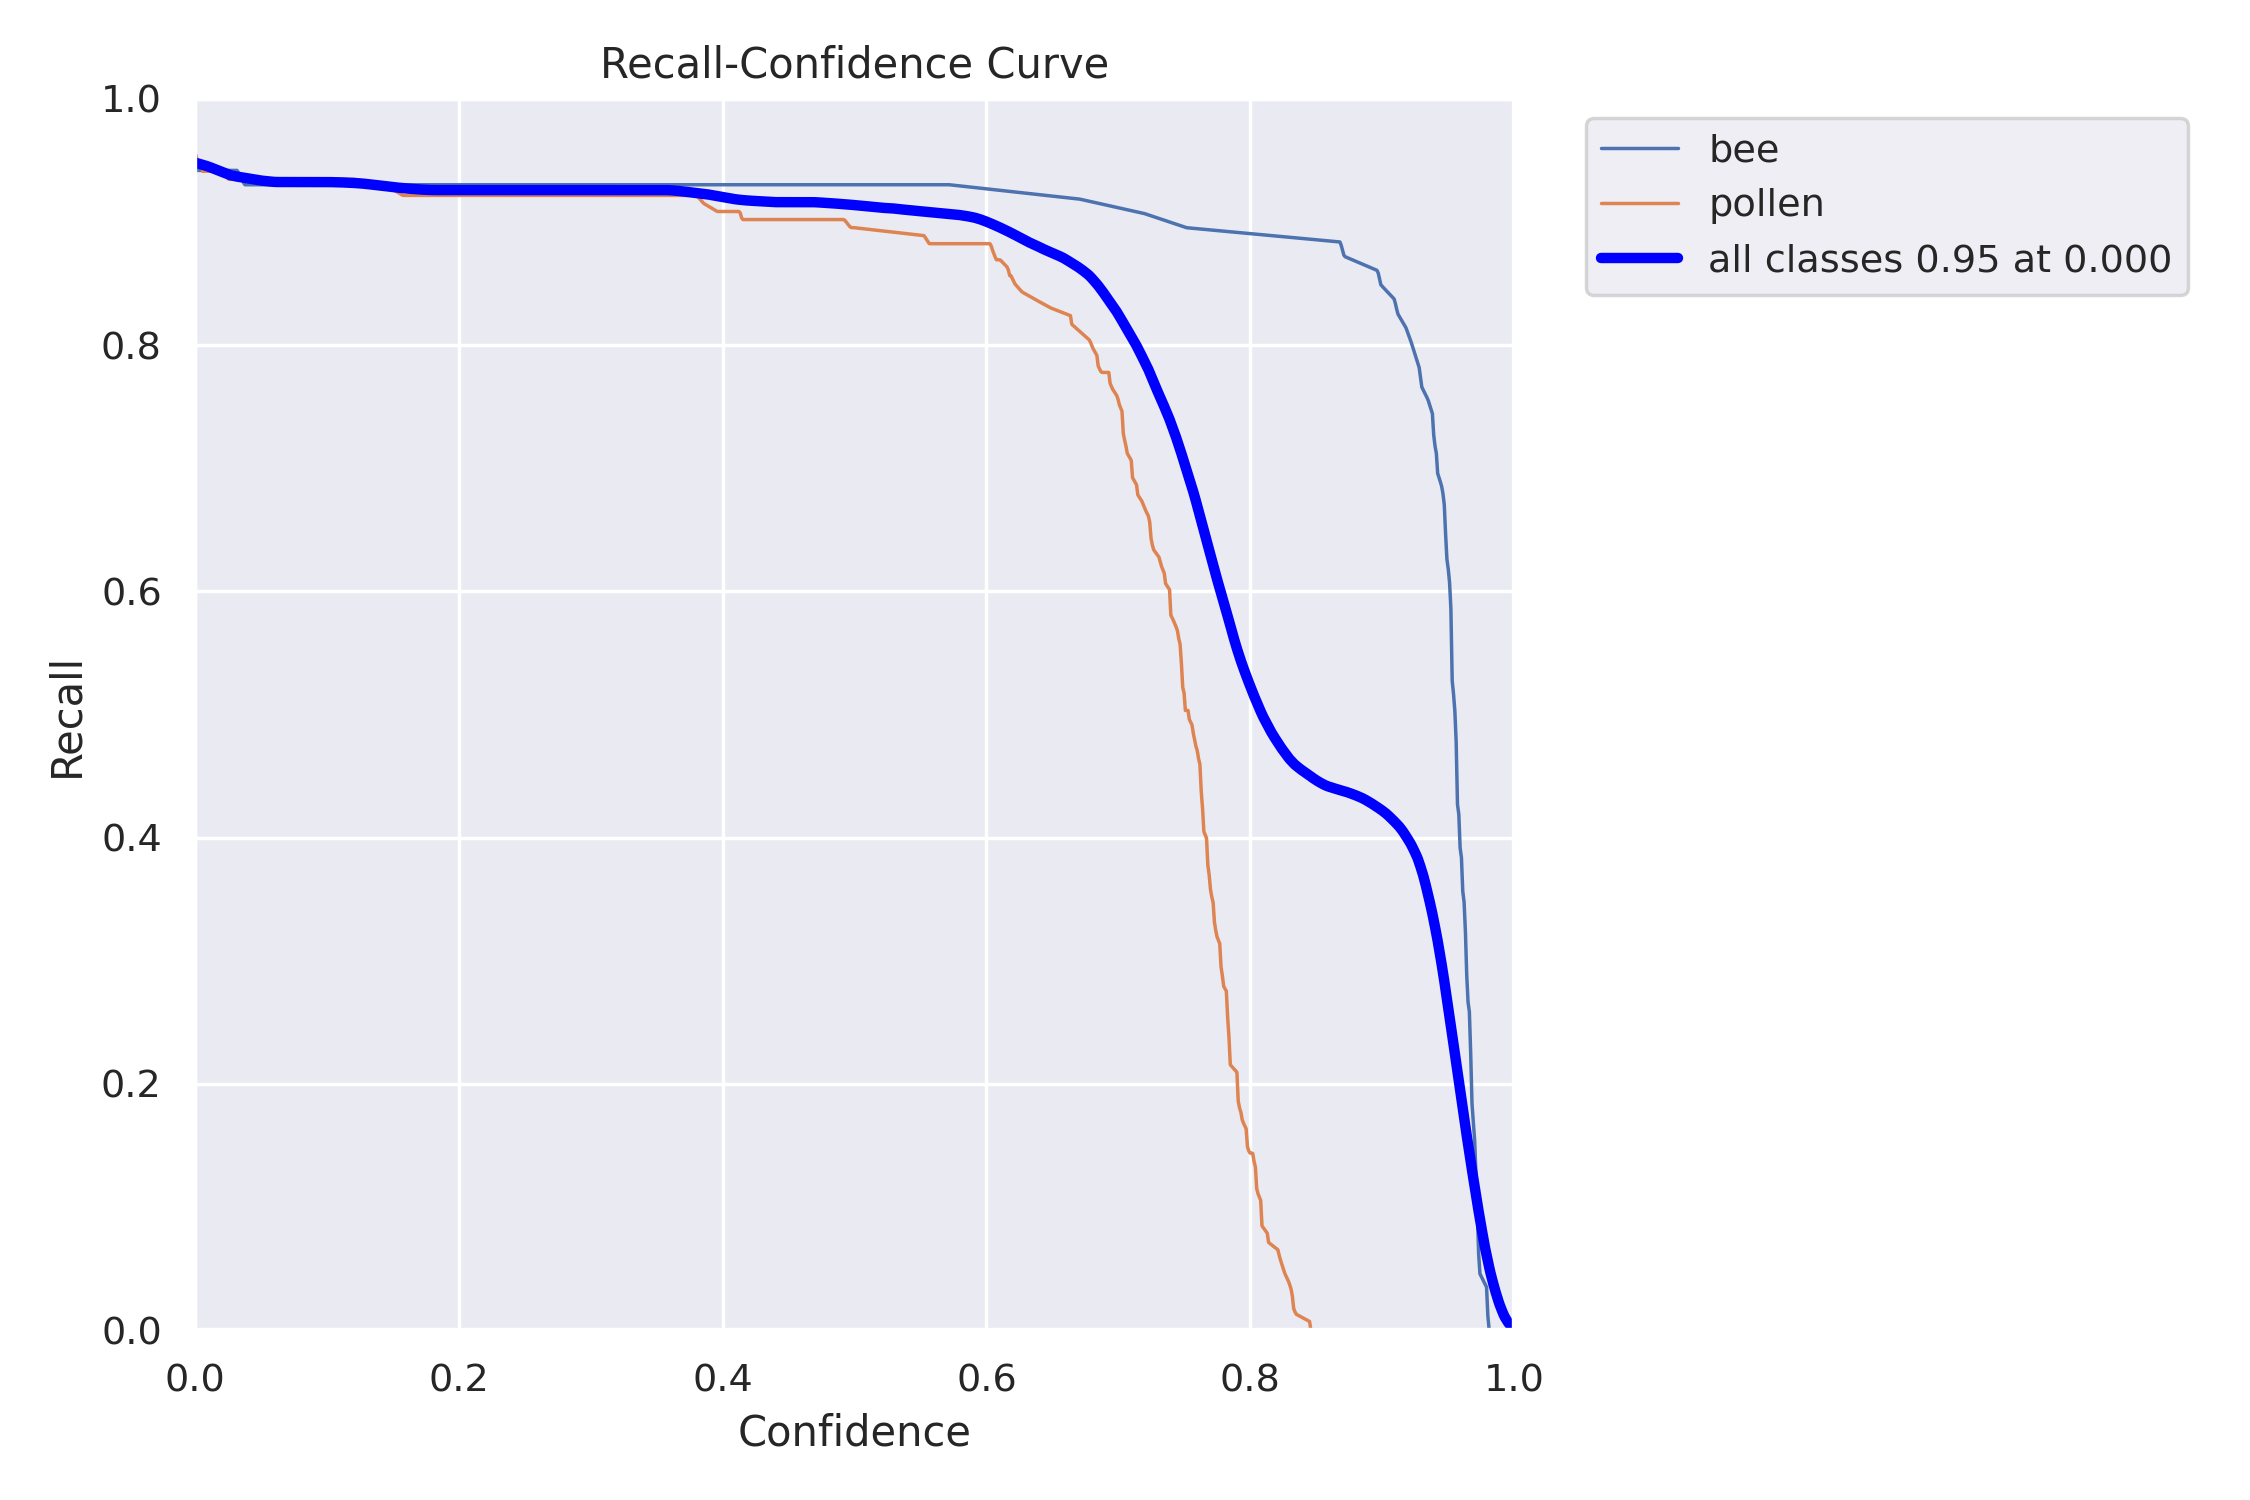 Recall-Confidence Curve
1.0
0.8
0.6
0.4
0.2
0.0
Recall
0.0 0.2 0.4 0.6 0.8 1.0
Confidence
bee
pollen
all classes 0.95 at 0.000